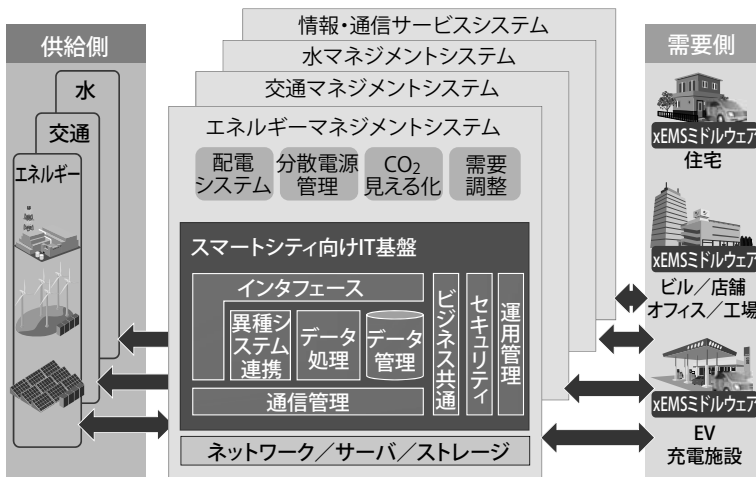 供給側
水
交通
エネルギー
情報・通信サービスシステム
水マネジメントシステム
交通マネジメントシステム
エネルギーマネジメントシステム
配電
システム
分散電源
管理
CO2
見える化
需要
調整
スマートシティ向けIT基盤
インタフェース
異種シ
ステム
連携
データ
処理
データ
管理
通信管理
ビジネス共通
セキュリティ
運用管理
ネットワーク／サーバ／ストレージ
需要側
xEMSミドルウェア
住宅
xEMSミドルウェア
ビル／店舗
オフィス／工場
xEMSミドルウェア
EV
充電施設